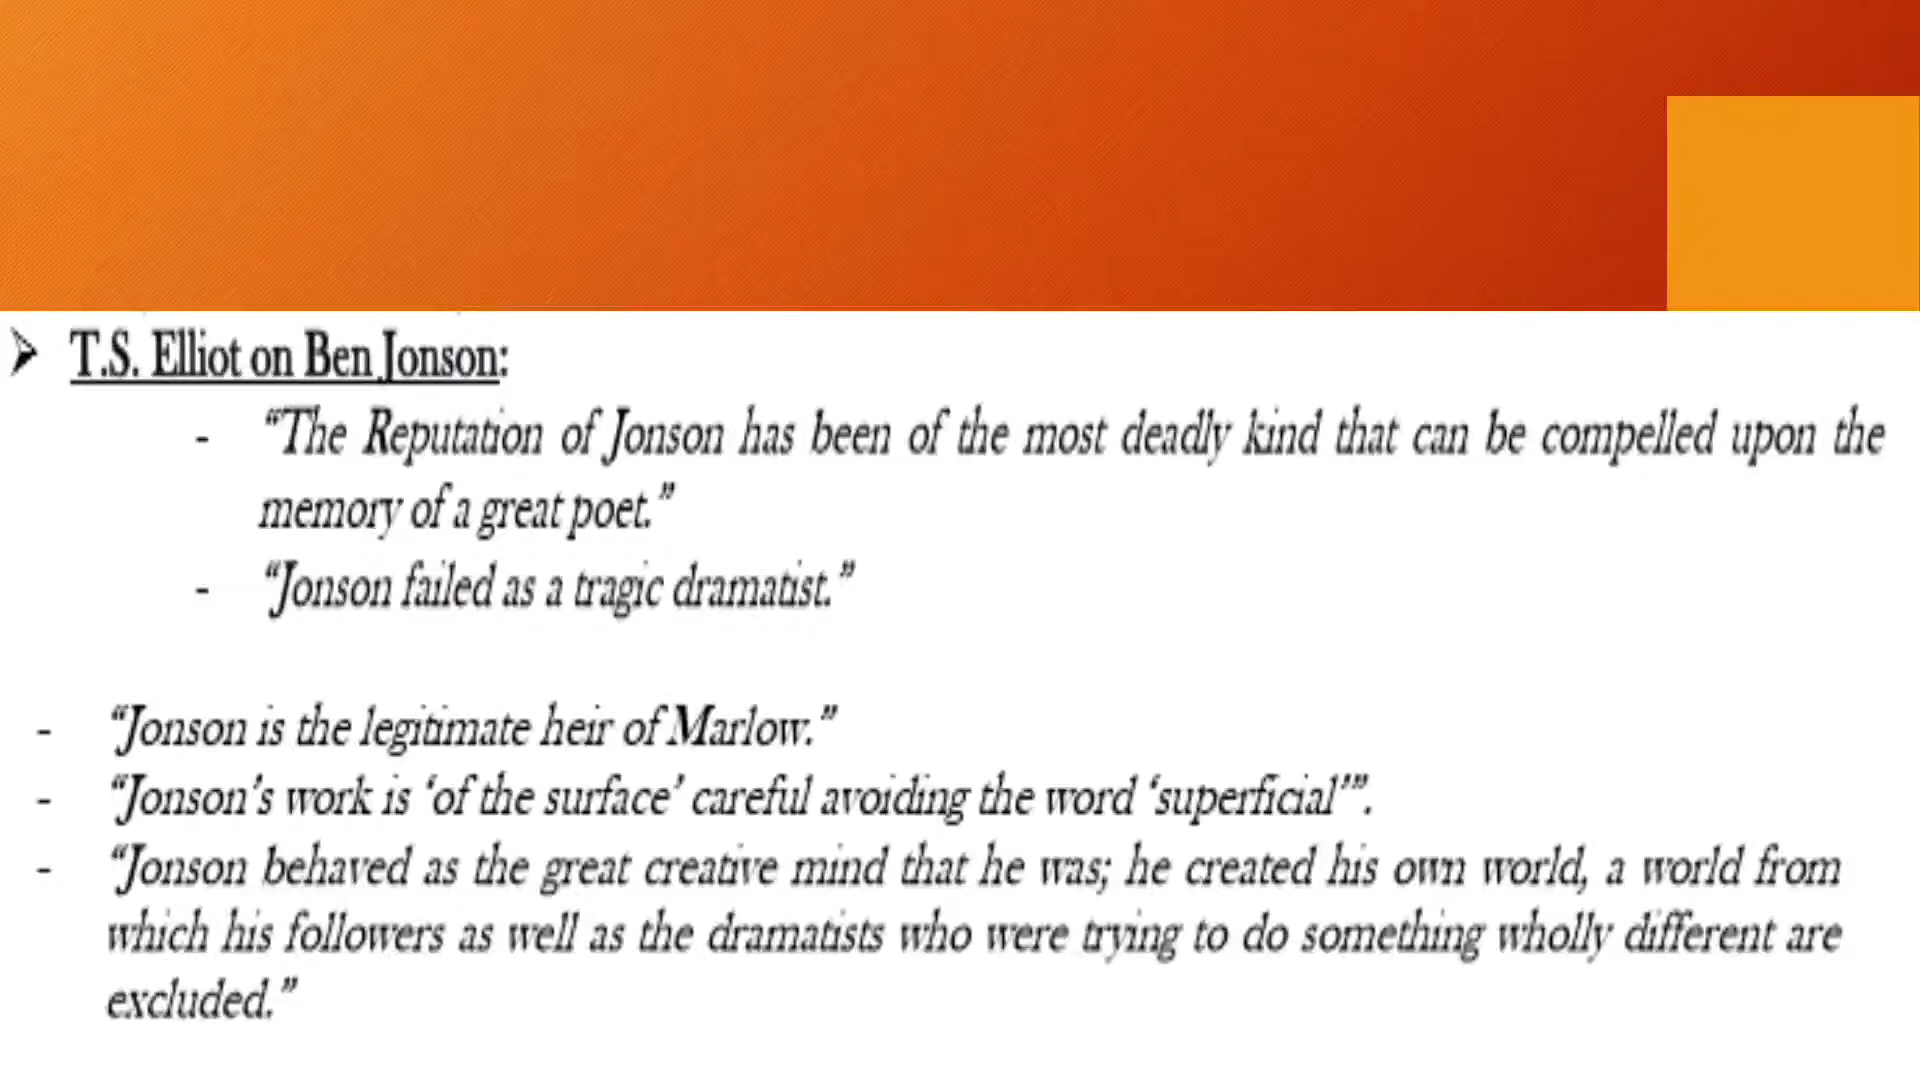 ➢ T.S. Elliot on Ben Jonson:
- “The Reputation of Jonson has been of the most deadly kind that can be compelled upon the
memory of a great poet.”
- “Jonson failed as a tragic dramatist.”
- “Jonson is the legitimate heir of Marlow.”
- “Jonson’s work is ‘of the surface’ careful avoiding the word ‘superficial’”.
- “Jonson behaved as the great creative mind that he was; he created his own world, a world from
which his followers as well as the dramatists who were trying to do something wholly different are
excluded.”